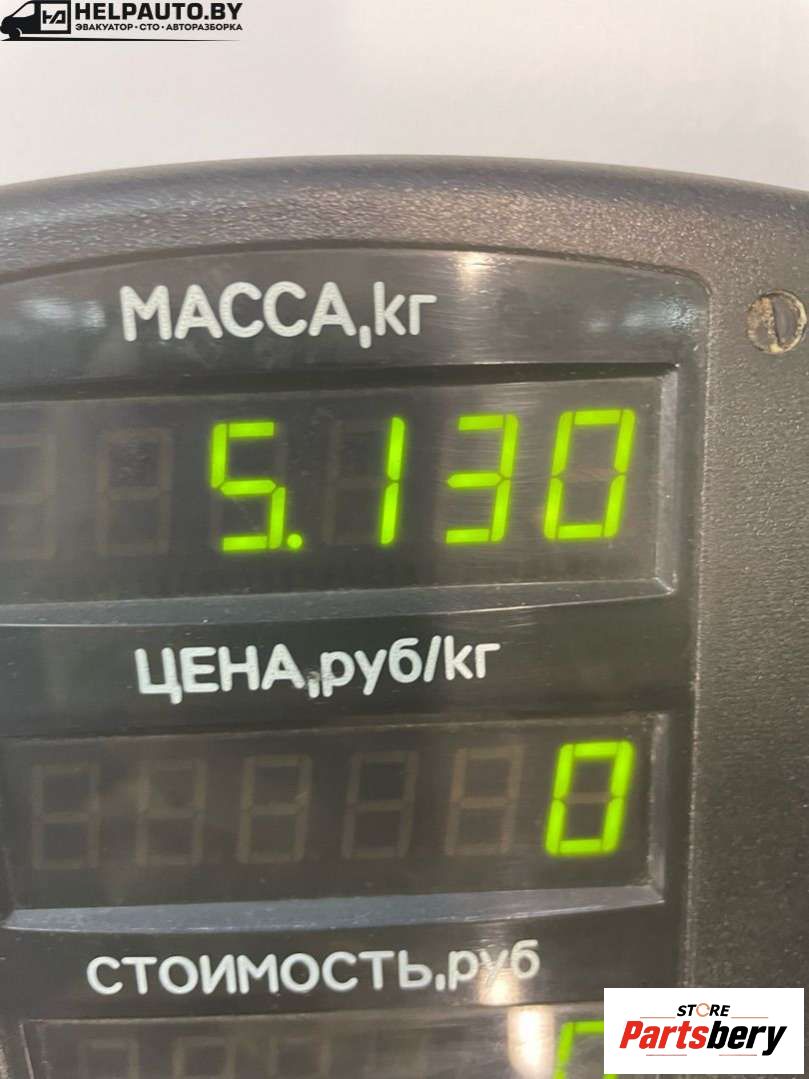 HELPAUTO.BY
ЭВАКУАТОР • СТО • АВТОРАЗБОРКА
МАССА,кг
5.130
ЦЕНА,руб/кг
0
СТОИМОСТЬ,руб
STORE
Partsbery